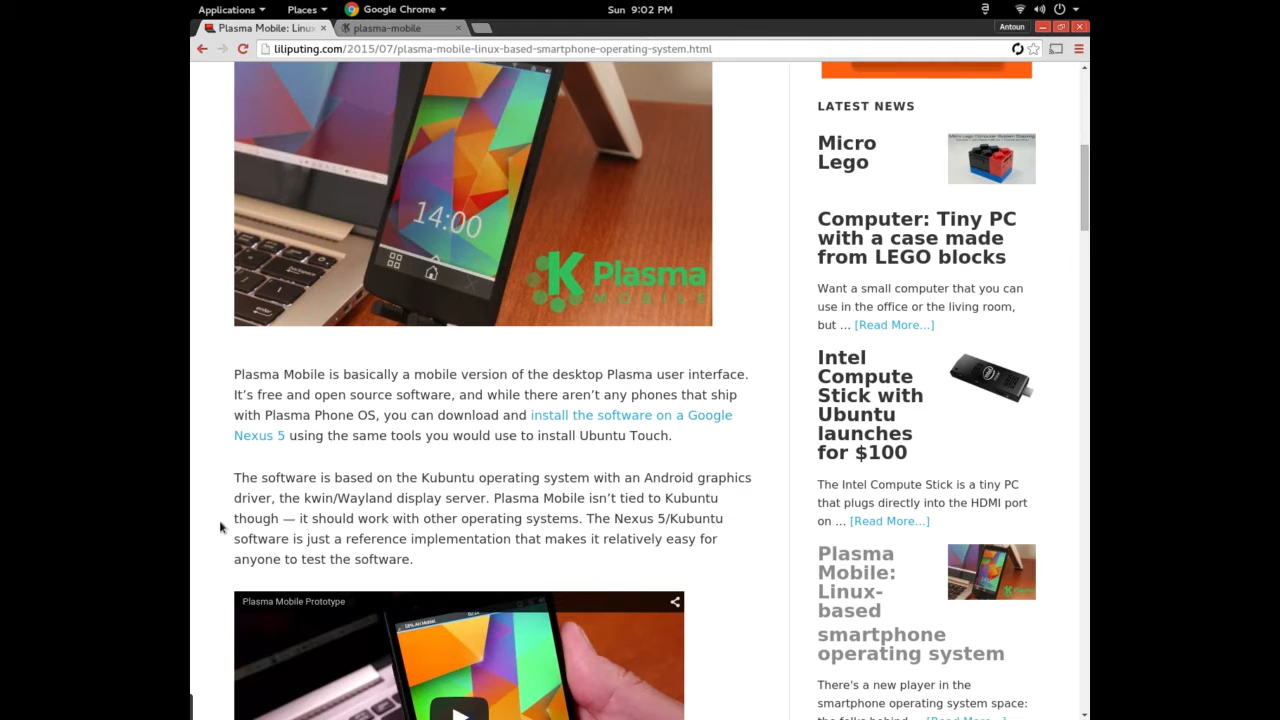 Applications
Places
Google Chrome
Sun 9:02 PM
Plasma Mobile: Linux
plasma-mobile
Antoun
liliputing.com/2015/07/plasma-mobile-linux-based-smartphone-operating-system.html
14:00
K Plasma
MOBILE
Plasma Mobile is basically a mobile version of the desktop Plasma user interface.
It’s free and open source software, and while there aren’t any phones that ship
with Plasma Phone OS, you can download and install the software on a Google
Nexus 5 using the same tools you would use to install Ubuntu Touch.
The software is based on the Kubuntu operating system with an Android graphics
driver, the kwin/Wayland display server. Plasma Mobile isn’t tied to Kubuntu
though — it should work with other operating systems. The Nexus 5/Kubuntu
software is just a reference implementation that makes it relatively easy for
anyone to test the software.
Plasma Mobile Prototype
LATEST NEWS
Micro
Lego
Computer: Tiny PC
with a case made
from LEGO blocks
Want a small computer that you can
use in the office or the living room,
but ... [Read More...]
Intel
Compute
Stick with
Ubuntu
launches
for $100
The Intel Compute Stick is a tiny PC
that plugs directly into the HDMI port
on ... [Read More...]
Plasma
Mobile:
Linux-
based
smartphone
operating system
There's a new player in the
smartphone operating system space:
the folks behind ... [Read More...]